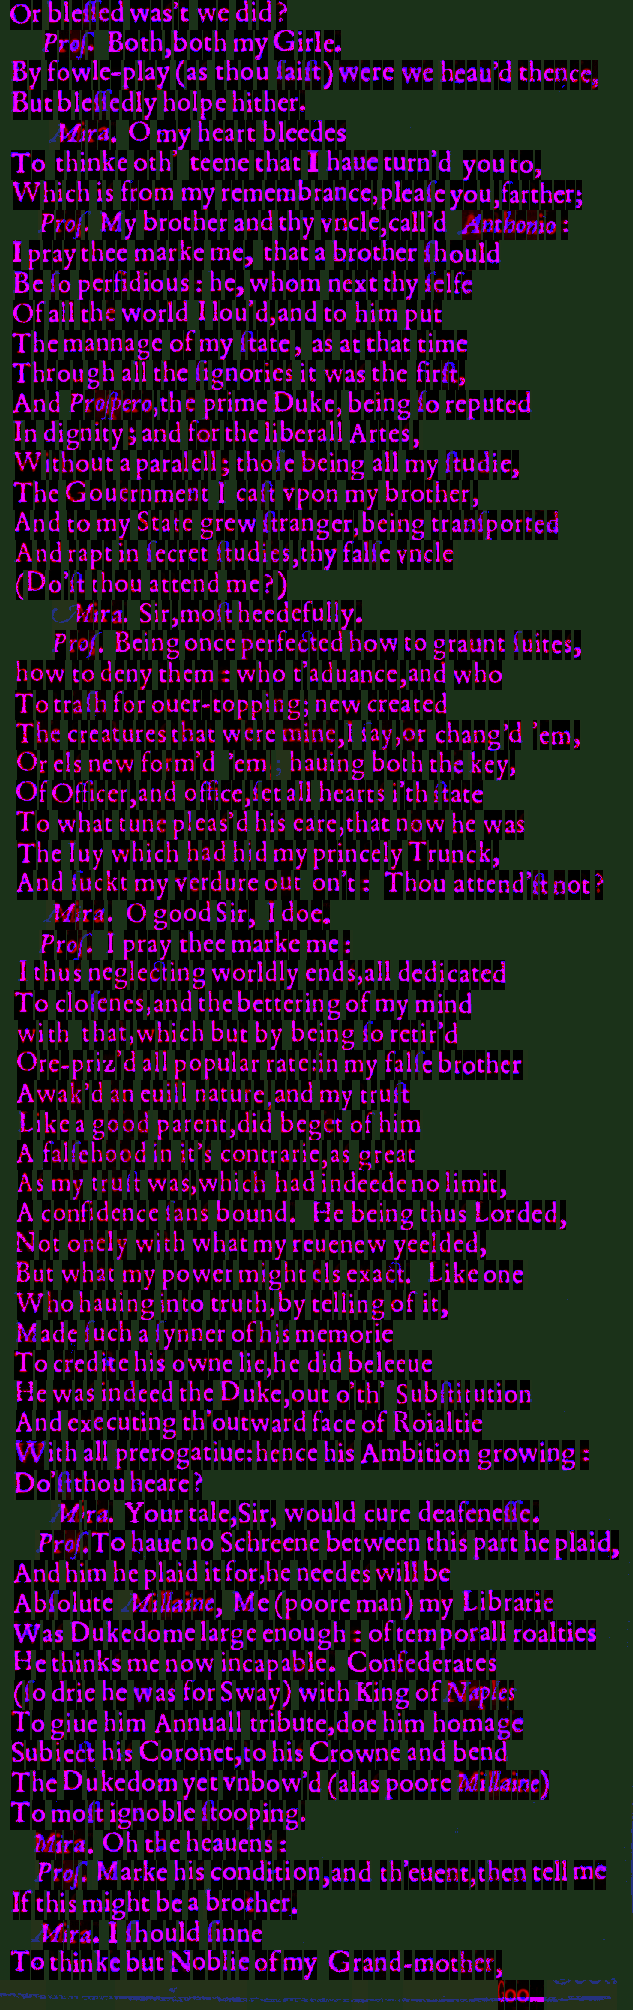 Or bleſſed was't we did?
Proſ. Both,both my Girle.
By fowle-play (as thou ſaiſt) were we heau'd thence,
But bleſſedly holpe hither.
Mira. O my heart bleedes
To thinke oth' teene that I haue turn'd you to,
Which is from my remembrance,pleaſe you,farther;
Proſ. My brother and thy vncle,call'd Anthonio:
I pray thee marke me, that a brother ſhould
Be ſo perfidious: he, whom next thy ſelfe
Of all the world I lou'd,and to him put
The mannage of my ſtate, as at that time
Through all the ſignories it was the firſt,
And Proſpero,the prime Duke, being ſo reputed
In dignity; and for the liberall Artes,
Without a paralell; thoſe being all my ſtudie,
The Gouernment I caſt vpon my brother,
And to my State grew ſtranger,being tranſported
And rapt in ſecret ſtudies,thy falſe vncle
(Do'ſt thou attend me?)
Mira. Sir,moſt heedefully.
Proſ. Being once perfected how to graunt ſuites,
how to deny them: who t'aduance,and who
To traſh for ouer-topping; new created
The creatures that were mine,I ſay,or chang'd 'em,
Or els new form'd 'em; hauing both the key,
Of Officer,and office,ſet all hearts i'th ſtate
To what tune pleas'd his eare,that now he was
The Iuy which had hid my princely Trunck,
And ſuckt my verdure out on't: Thou attend'ſt not?
Mira. O good Sir, I doe.
Proſ. I pray thee marke me:
I thus neglecting worldly ends,all dedicated
To cloſenes,and the bettering of my mind
with that,which but by being ſo retir'd
Ore-priz'd all popular rate:in my falſe brother
Awak'd an euill nature,and my truſt
Like a good parent,did beget of him
A falſehood in it's contrarie,as great
As my truſt was,which had indeede no limit,
A confidence ſans bound. He being thus Lorded,
Not onely with what my reuenew yeelded,
But what my power might els exact. Like one
Who hauing into truth,by telling of it,
Made ſuch a ſynner of his memorie
To credite his owne lie,he did beleeue
He was indeed the Duke,out o'th' Subſtitution
And executing th'outward face of Roialtie
With all prerogatiue:hence his Ambition growing:
Do'ſt thou heare?
Mira. Your tale,Sir, would cure deafeneſſe.
Proſ.To haue no Schreene between this part he plaid,
And him he plaid it for,he needes will be
Abſolute Millaine, Me (poore man) my Librarie
Was Dukedome large enough: of temporall roalties
He thinks me now incapable. Confederates
(ſo drie he was for Sway) with King of Naples
To giue him Annuall tribute,doe him homage
Subiect his Coronet,to his Crowne and bend
The Dukedom yet vnbow'd (alas poore Millaine)
To moſt ignoble ſtooping.
Mira. Oh the heauens:
Proſ. Marke his condition,and th'euent,then tell me
If this might be a brother.
Mira. I ſhould ſinne
To thinke but Noblie of my Grand-mother,